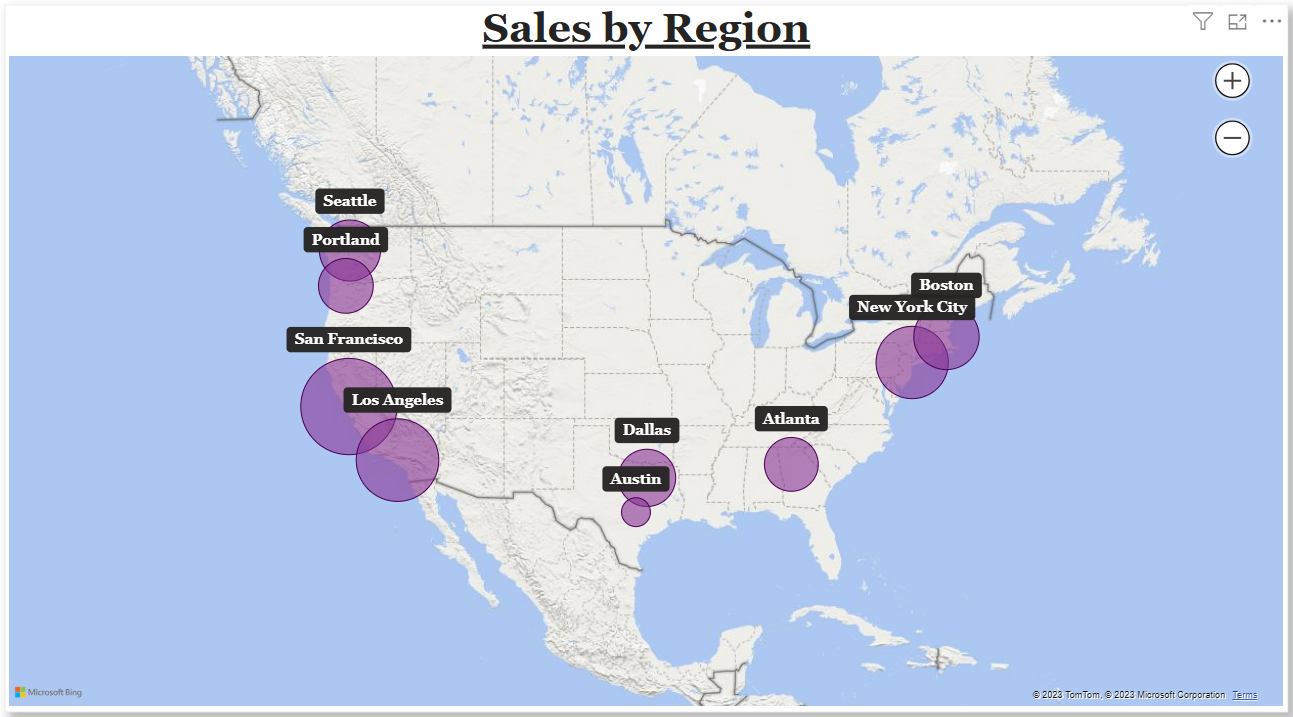 Sales by Region
Seattle
Portland
Boston
New York City
San Francisco
Los Angeles
Atlanta
Dallas
Austin
Microsoft Bing
© 2023 TomTom, © 2023 Microsoft Corporation Terms